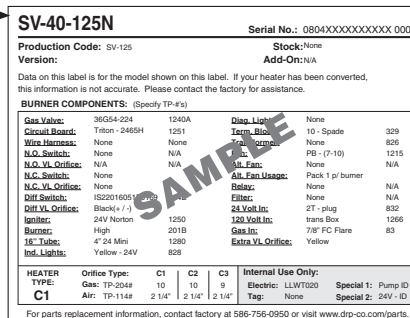 SV-40-125N Serial No.: 0804XXXXXXXXXX 000
Production Code: SV-125 Stock: None
Version: Add-On: N/A
Data on this label is for the model shown on this label. If your heater has been converted,
this information is not accurate. Please contact the factory for assistance.
BURNER COMPONENTS: (Specify TP-#'s)
Gas Valve: 36G54-224 1240A Diag. Light: None
Circuit Board: Triton - 2465H 1251 Term. Block: 10 - Spade 329
Wire Harness: None None None 826
N.O. Switch: None N/A PB - (7-10) 1215
N.O. VL Orifice: None N/A Alt. Fan: None N/A
N.C. Switch: None Alt. Fan Usage: Pack 1 p/ burner
N.C. VL Orifice: None Relay: None N/A
Diff Switch: Filter: None N/A
Diff VL Orifice: Black(+ / -) 24 Volt In: 2T - plug 832
Igniter: 24V Norton 1250 120 Volt In: trans Box 1266
Burner: High 201B Gas In: 7/8" FC Flare 83
16" Tube: 4" 24 Mini 1280 Extra VL Orifice: Yellow
Ind. Lights: Yellow - 24V 828
SAMPLE
HEATER TYPE: C1
Orifice Type: C1 C2 C3
Gas: TP-204# 10 10 9
Air: TP-114# 2 1/4" 2 1/4" 2 1/4"
Internal Use Only:
Electric: LLWT020 Special 1: Pump ID
Tag: None Special 2: 24V - ID
For parts replacement information, contact factory at 586-756-0950 or visit www.drp-co.com/parts.